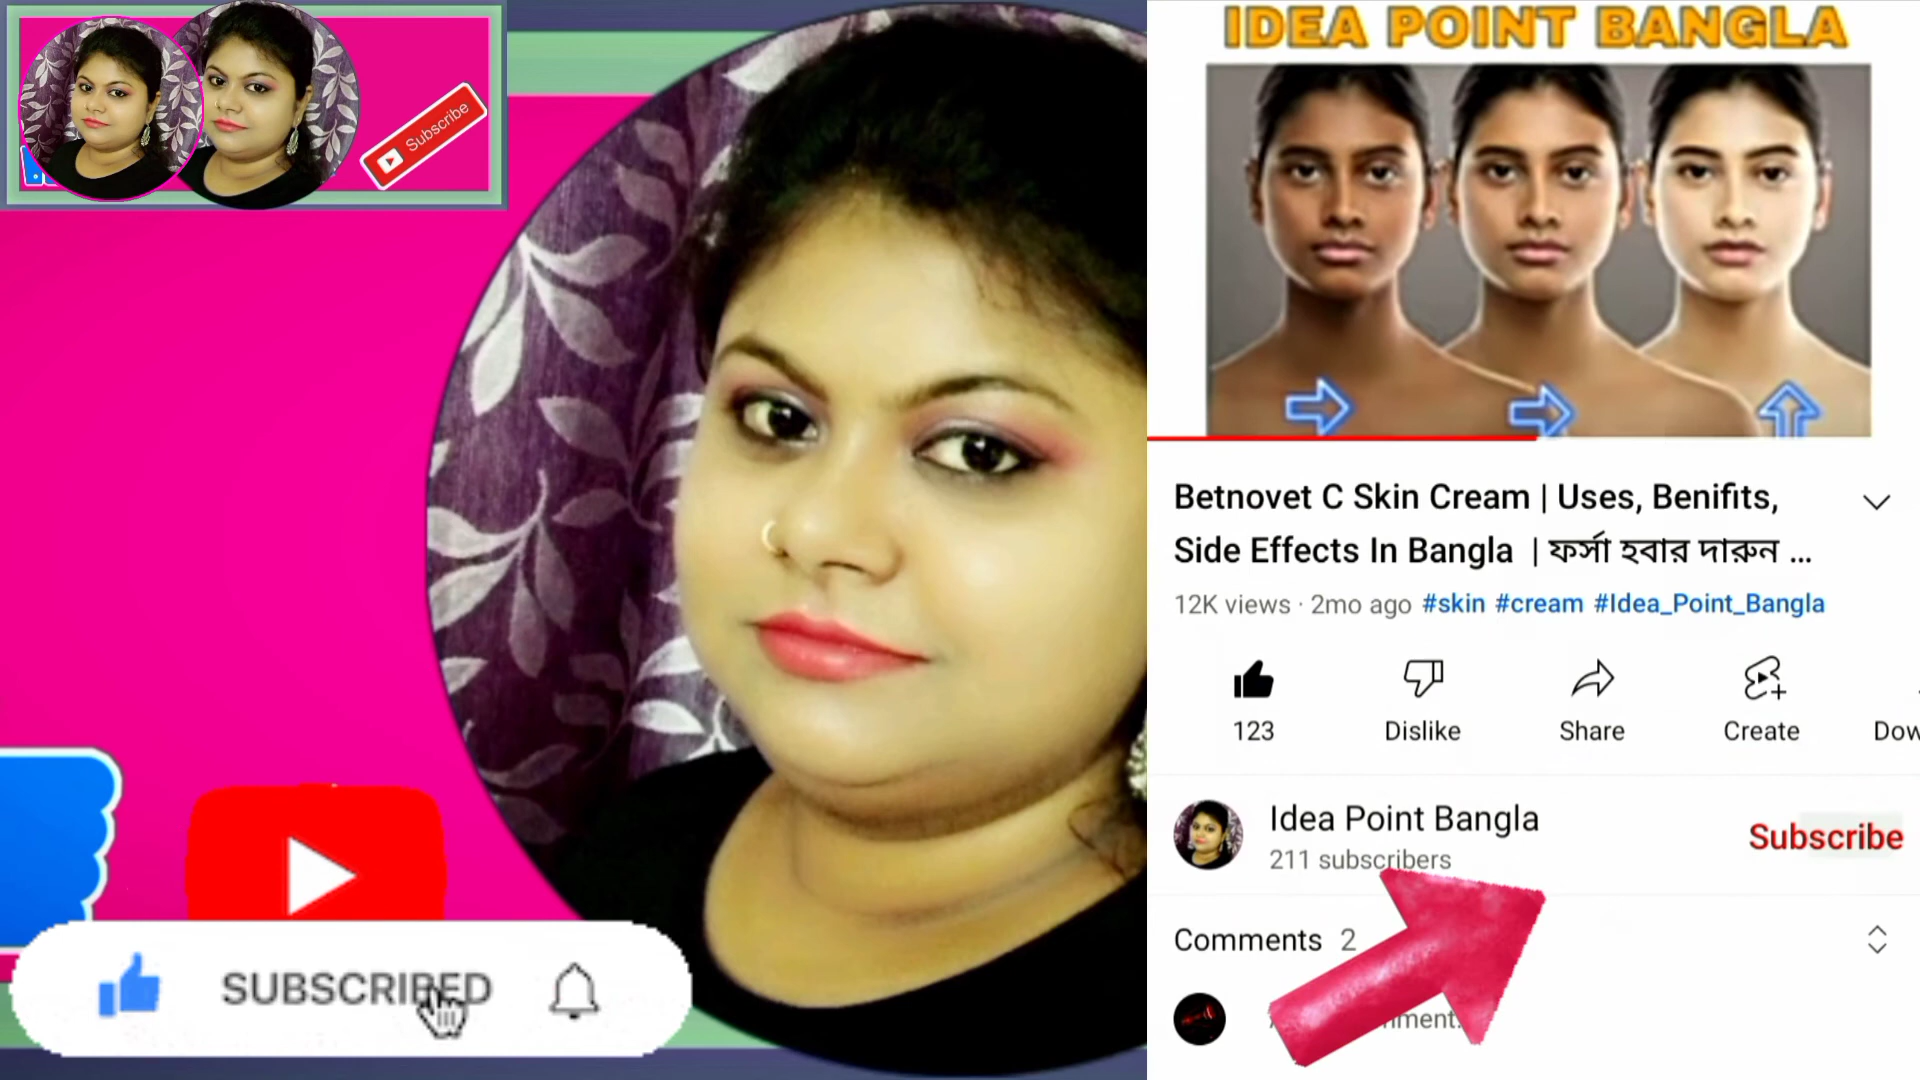 Subscribe
SUBSCRIBED
IDEA POINT BANGLA
Betnovet C Skin Cream | Uses, Benifits,
Side Effects In Bangla | ফর্সা হবার দারুন ...
12K views · 2mo ago #skin #cream #Idea_Point_Bangla
123 Dislike Share Create Dow
Idea Point Bangla
211 subscribers
Subscribe
Comments 2